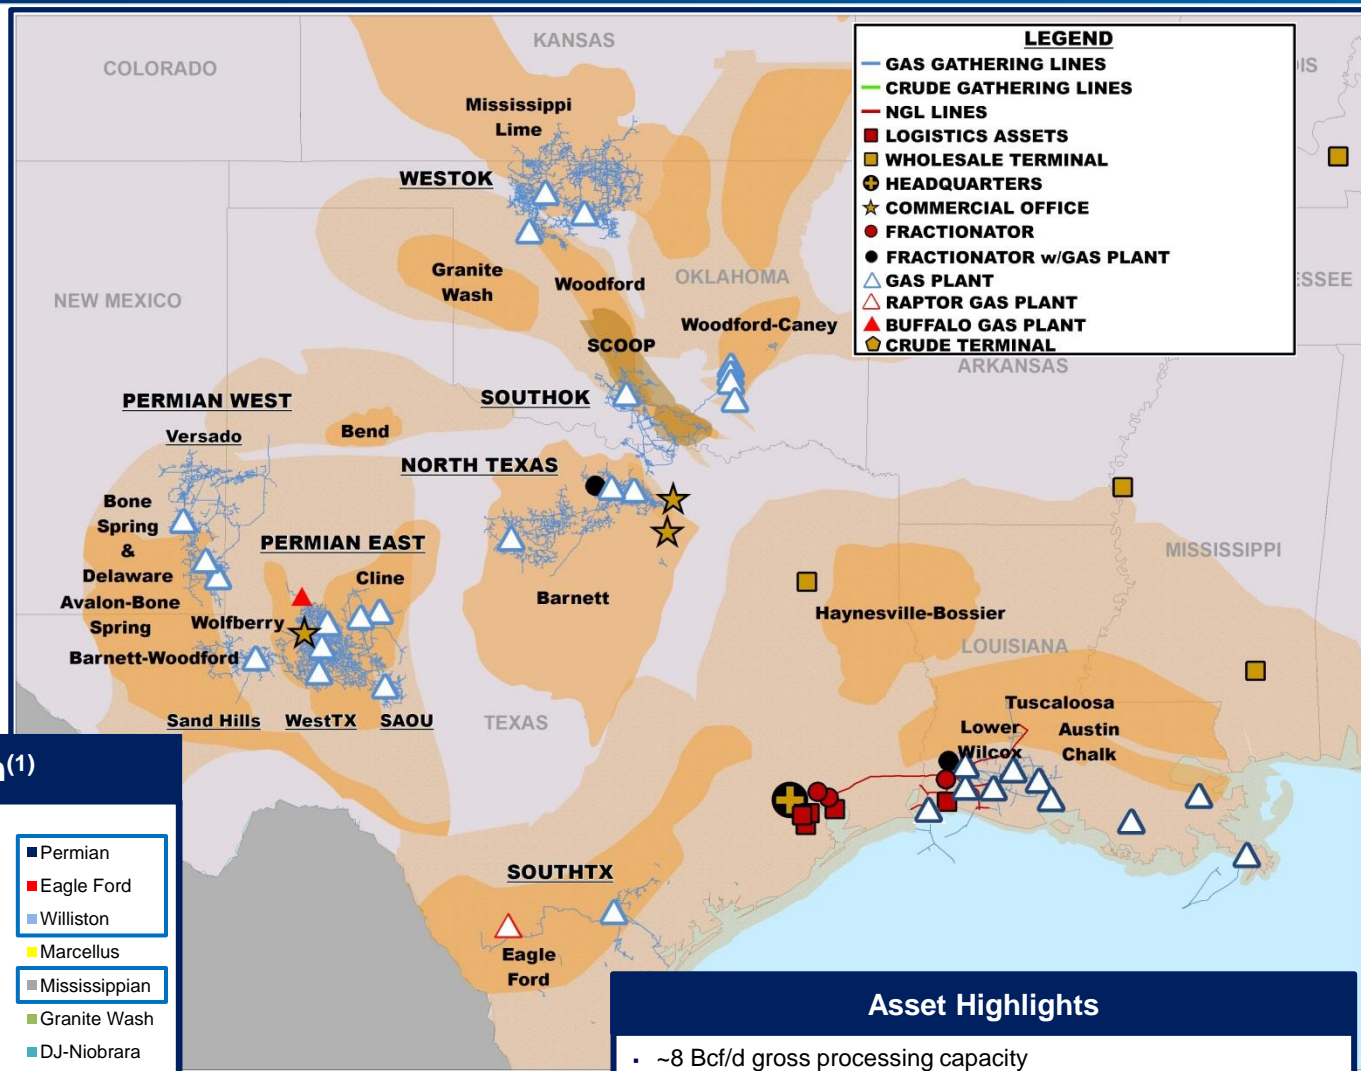 KANSAS
COLORADO
LEGEND
GAS GATHERING LINES
CRUDE GATHERING LINES
NGL LINES
LOGISTICS ASSETS
WHOLESALE TERMINAL
HEADQUARTERS
COMMERCIAL OFFICE
FRACTIONATOR
FRACTIONATOR w/GAS PLANT
GAS PLANT
RAPTOR GAS PLANT
BUFFALO GAS PLANT
CRUDE TERMINAL
IS
ESSEE
Mississippi
Lime
WESTOK
Granite
Wash
Woodford
OKLAHOMA
NEW MEXICO
Woodford-Caney
SCOOP
ARKANSAS
SOUTHOK
PERMIAN WEST
Versado
Bend
NORTH TEXAS
Bone
Spring
&
Delaware
Avalon-Bone
Spring
PERMIAN EAST
Cline
Wolfberry
Barnett-Woodford
Barnett
MISSISSIPPI
Haynesville-Bossier
LOUISIANA
Sand Hills
WestTX
SAOU
TEXAS
Tuscaloosa
Lower
Wilcox
Austin
Chalk
SOUTHTX
Eagle
Ford
(1)
Permian
Eagle Ford
Williston
Marcellus
Mississippian
Granite Wash
DJ-Niobrara
Asset Highlights
▪ ~8 Bcf/d gross processing capacity